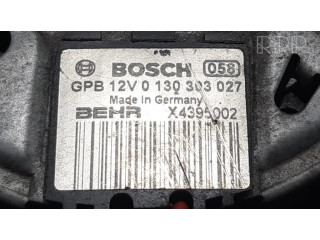 BOSCH 058
GPB 12V 0 130 303 027
Made in Germany
BEHR X4395002